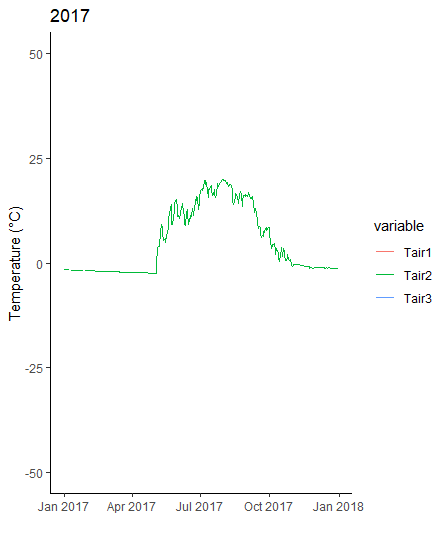 2017
50
25
0
-25
-50
Temperature (°C)
Jan 2017 Apr 2017 Jul 2017 Oct 2017 Jan 2018
variable
Tair1
Tair2
Tair3